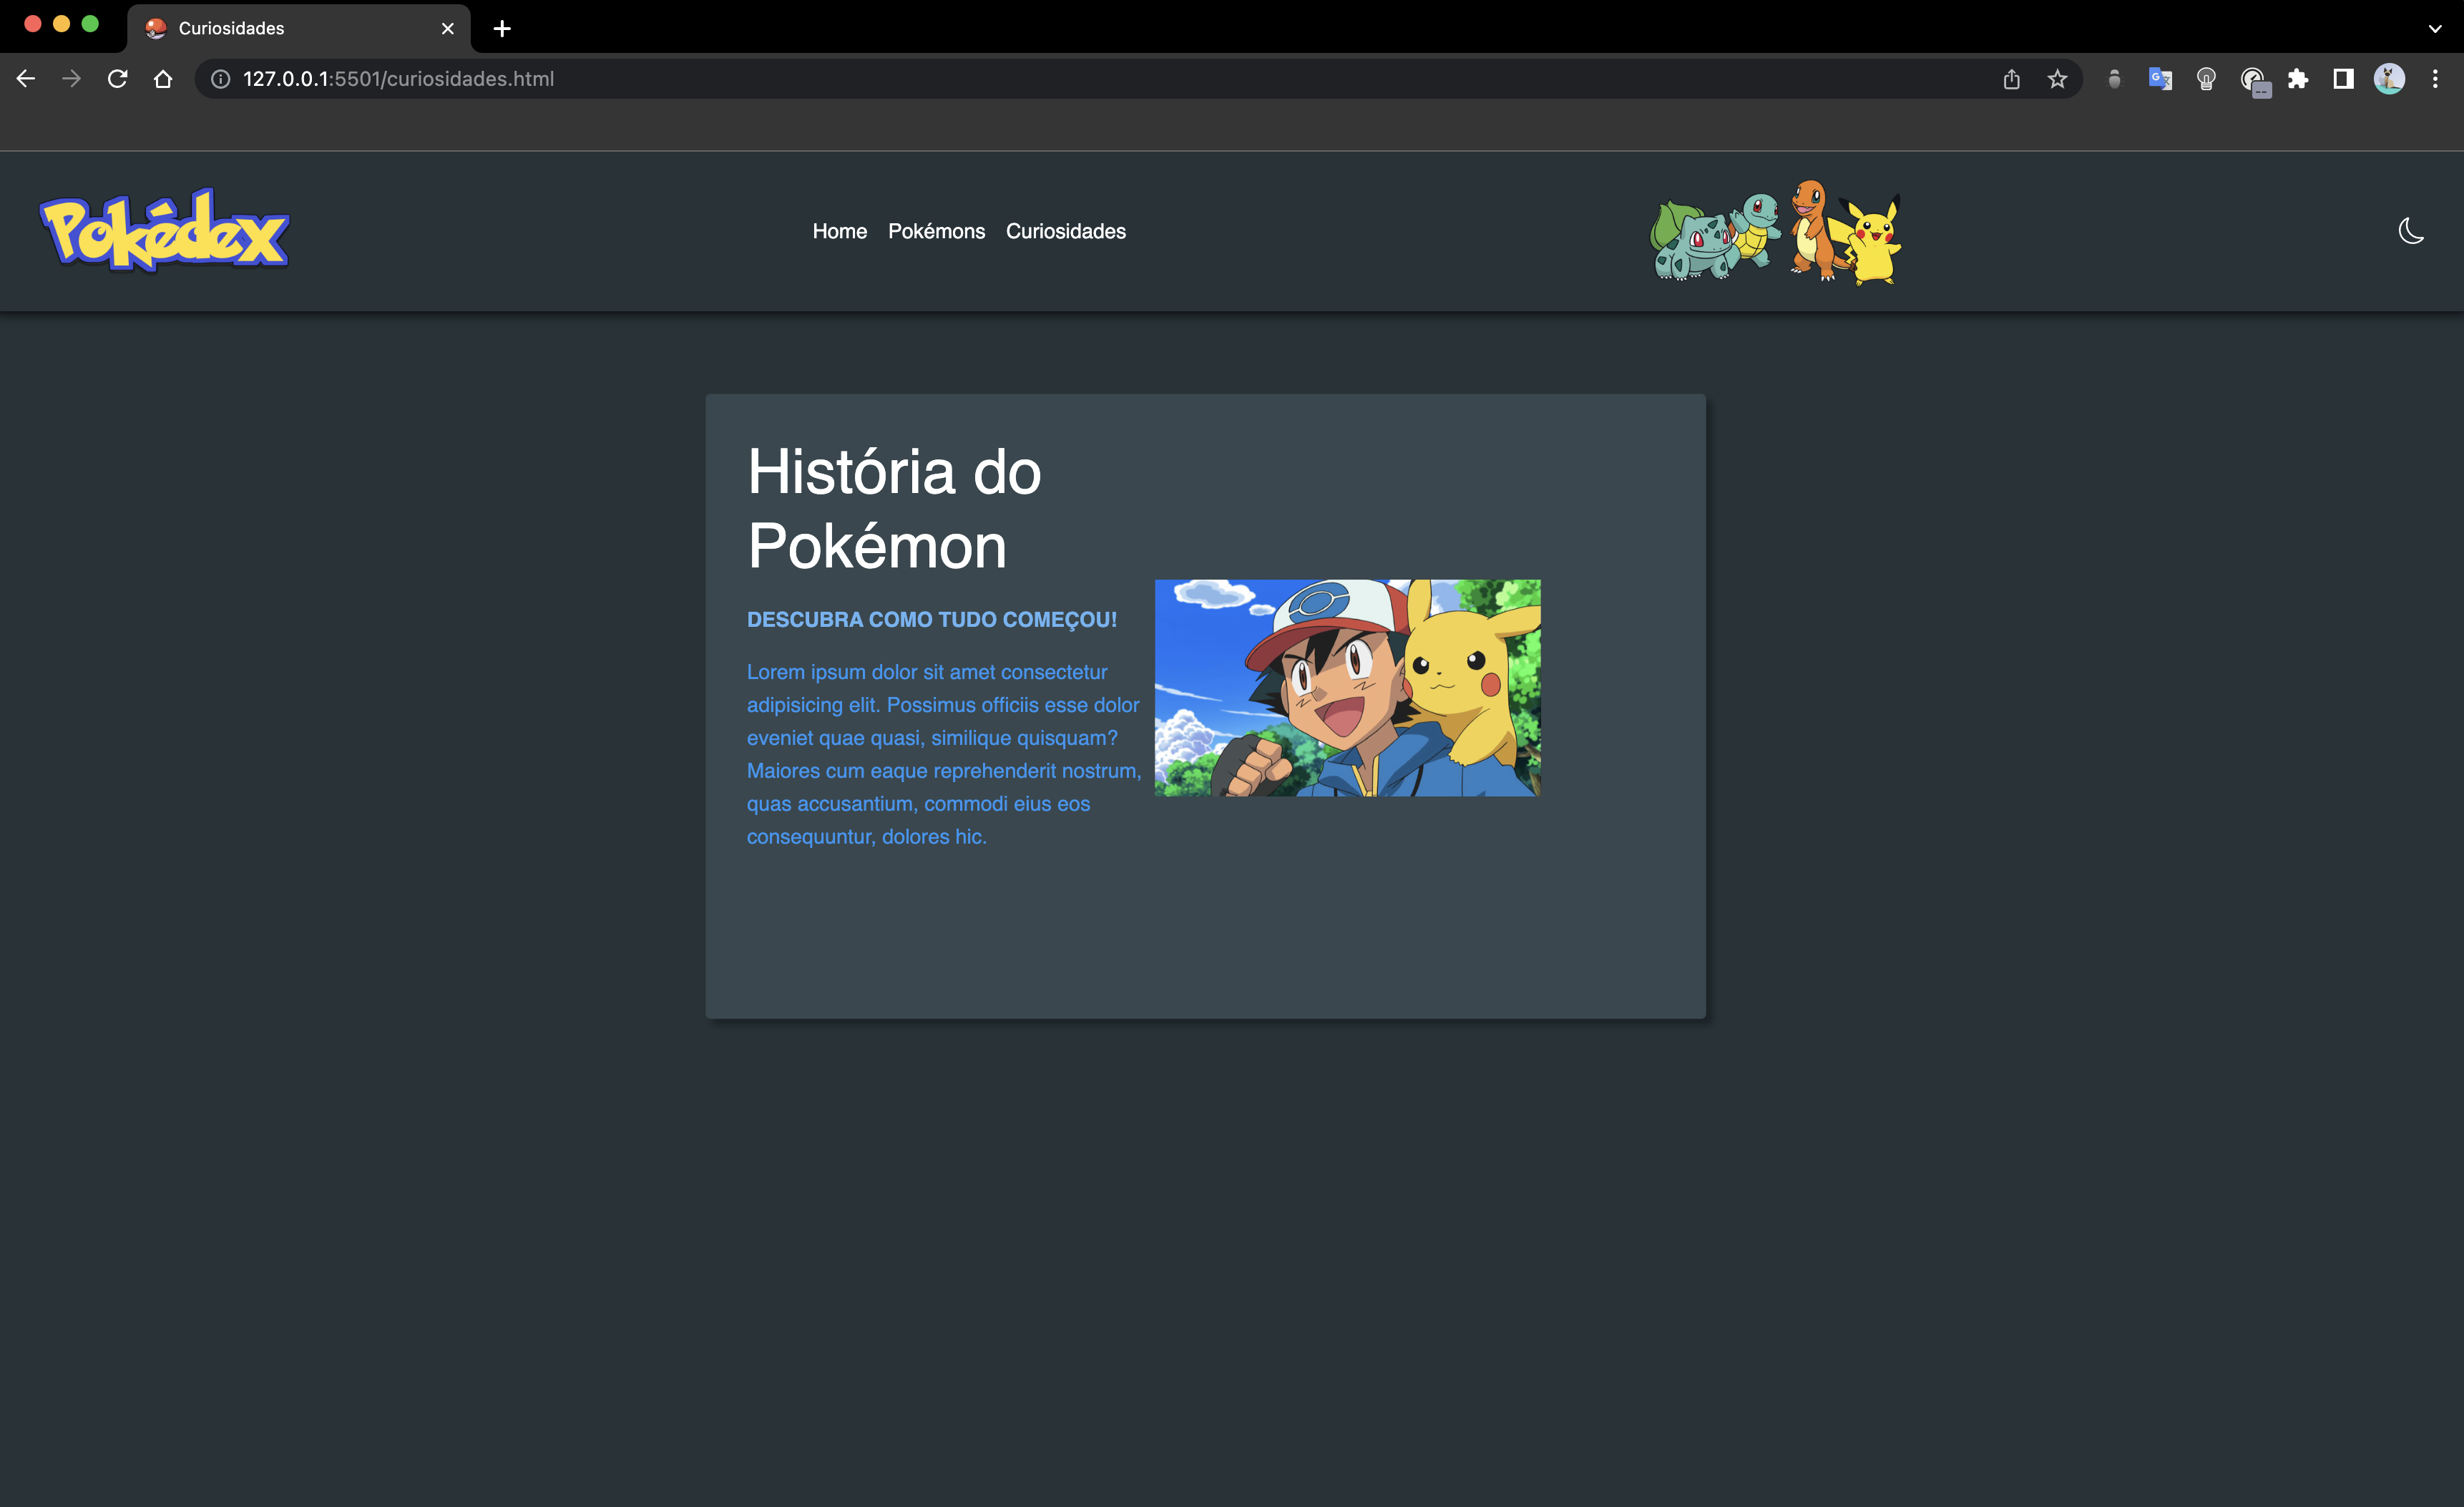 Curiosidades
127.0.0.1:5501/curiosidades.html
Pokédex
Home Pokémons Curiosidades
História do
Pokémon
DESCUBRA COMO TUDO COMEÇOU!
Lorem ipsum dolor sit amet consectetur
adipisicing elit. Possimus officiis esse dolor
eveniet quae quasi, similique quisquam?
Maiores cum eaque reprehenderit nostrum,
quas accusantium, commodi eius eos
consequuntur, dolores hic.